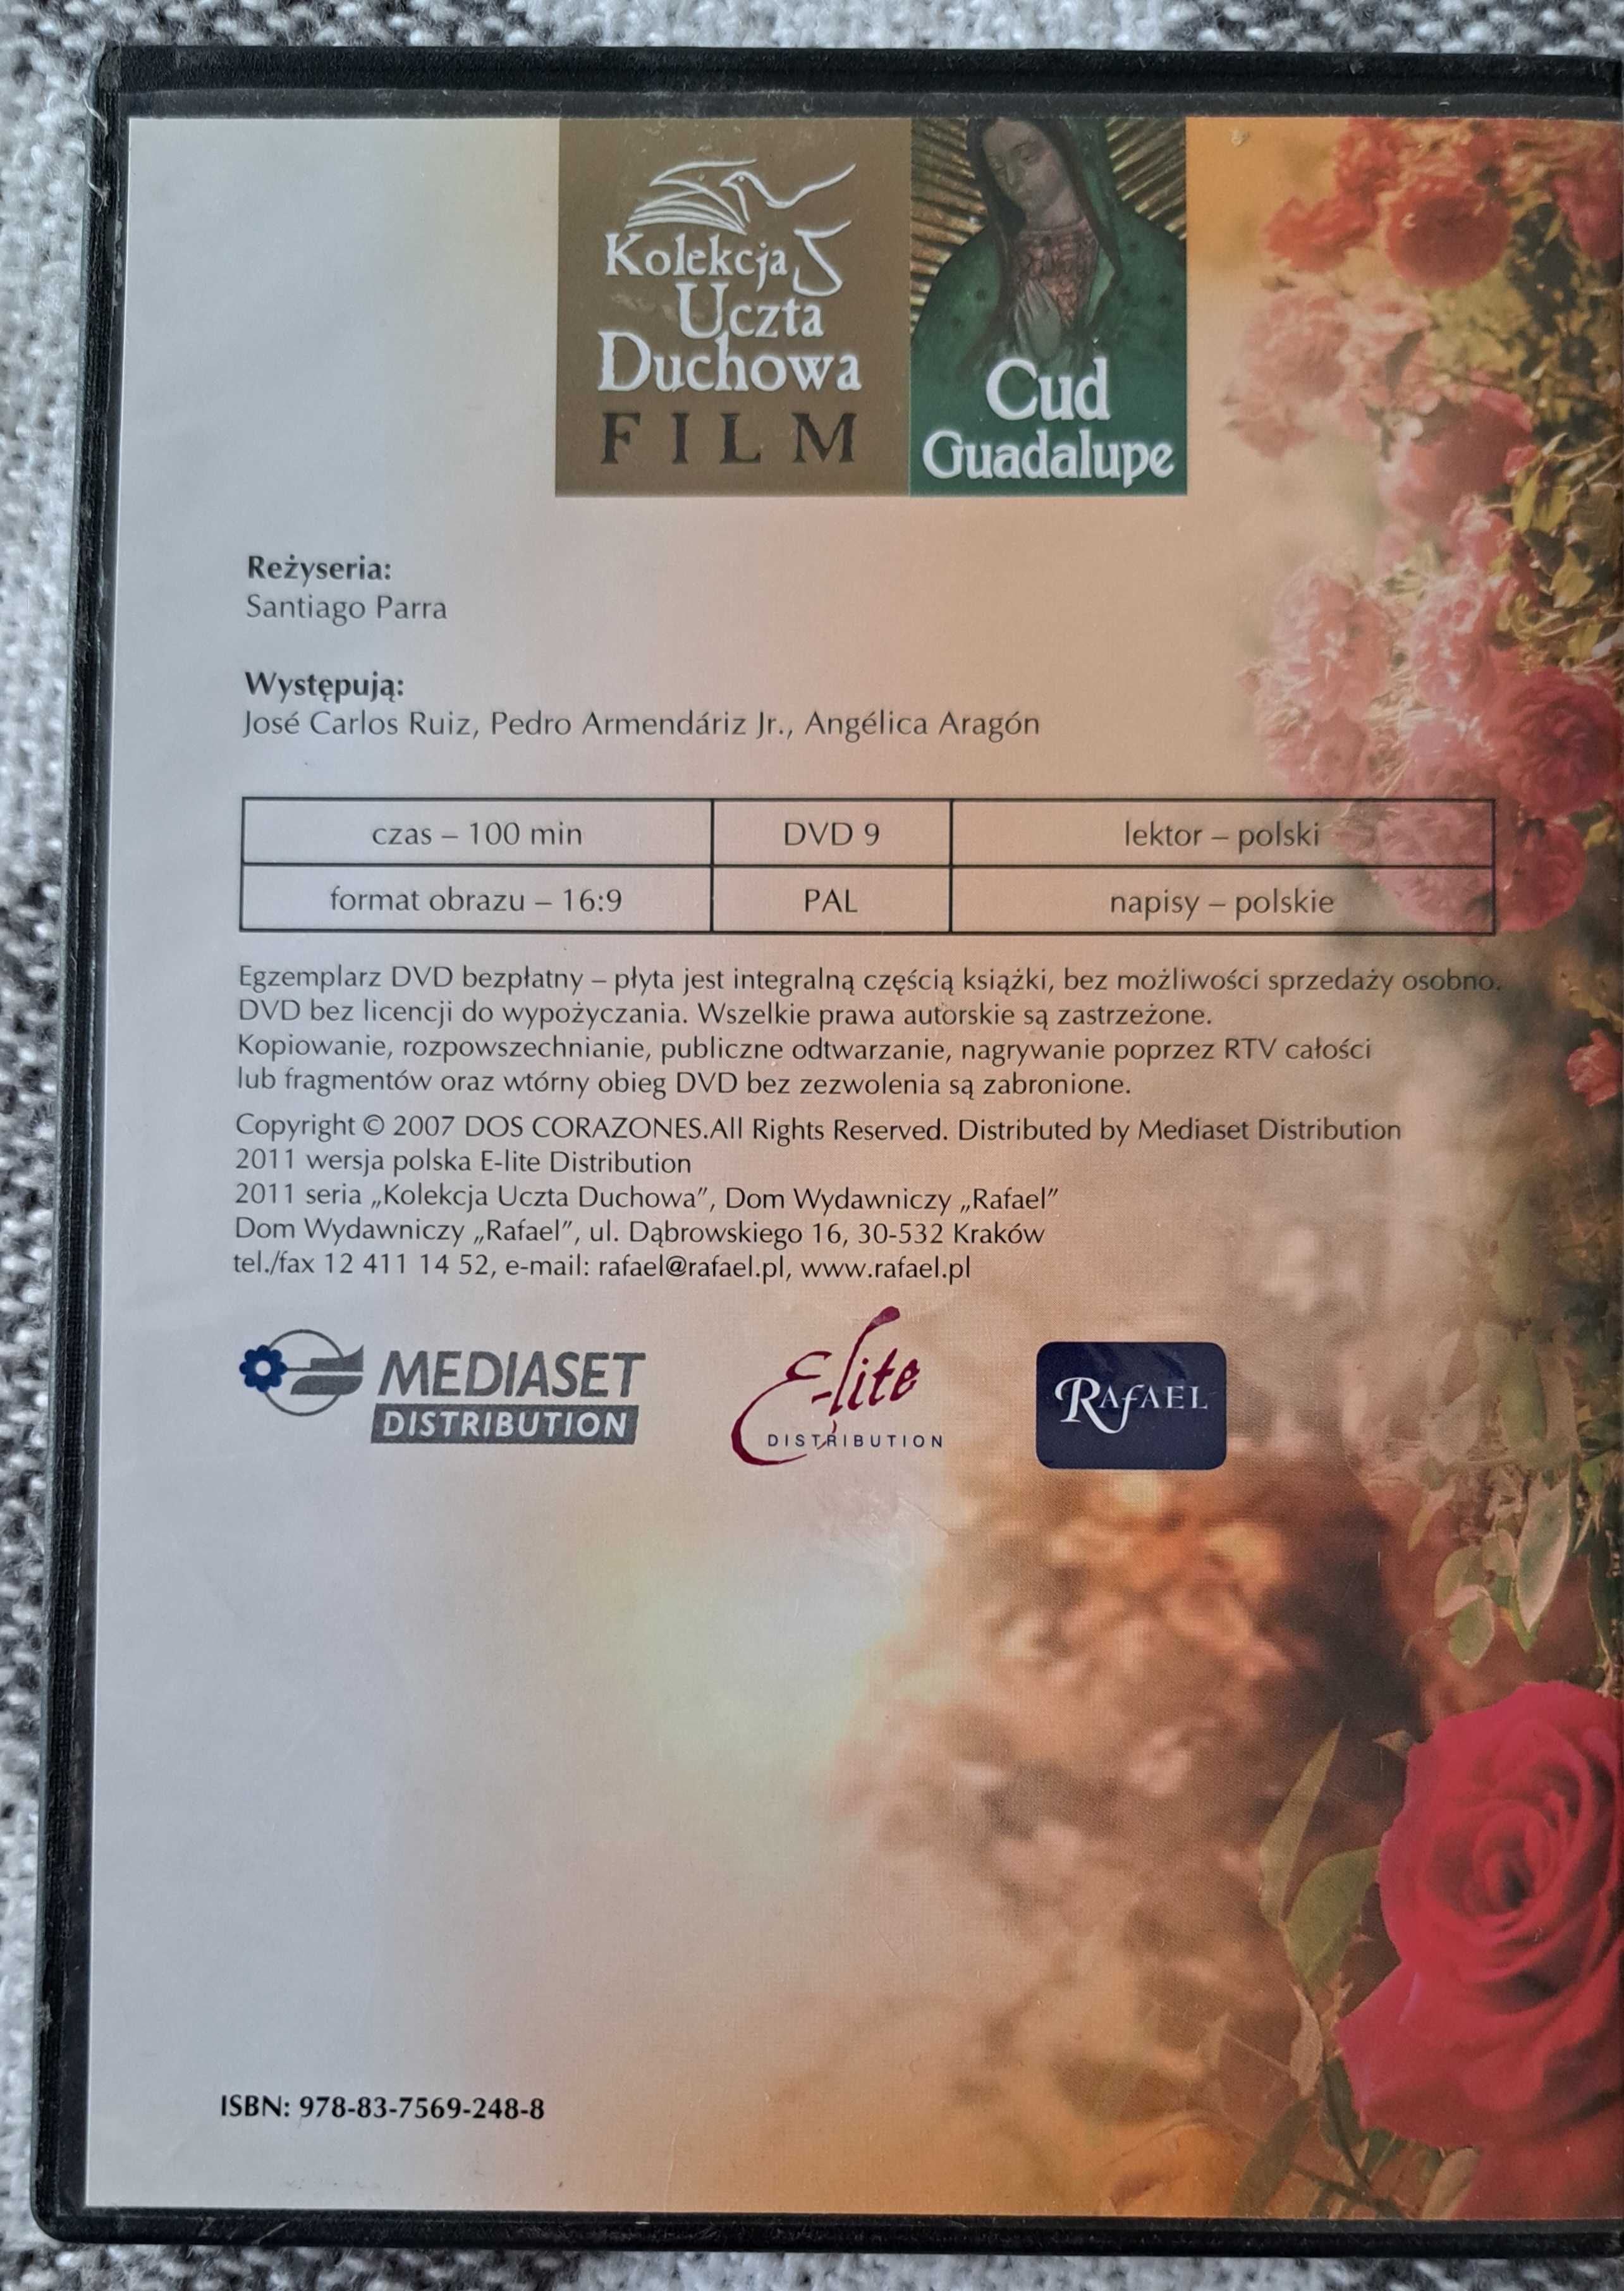 Kolekcja
Uczta
Duchowa
FILM
Cud
Guadalupe
Reżyseria:
Santiago Parra
Występują:
José Carlos Ruiz, Pedro Armendáriz Jr., Angélica Aragón
czas – 100 min DVD 9 lektor – polski
format obrazu – 16:9 PAL napisy – polskie
Egzemplarz DVD bezpłatny – płyta jest integralną częścią książki, bez możliwości sprzedaży osobno.
DVD bez licencji do wypożyczania. Wszelkie prawa autorskie są zastrzeżone.
Kopiowanie, rozpowszechnianie, publiczne odtwarzanie, nagrywanie poprzez RTV całości
lub fragmentów oraz wtórny obieg DVD bez zezwolenia są zabronione.
Copyright © 2007 DOS CORAZONES.All Rights Reserved. Distributed by Mediaset Distribution
2011 wersja polska E-lite Distribution
2011 seria „Kolekcja Uczta Duchowa”, Dom Wydawniczy „Rafael”
Dom Wydawniczy „Rafael”, ul. Dąbrowskiego 16, 30-532 Kraków
tel./fax 12 411 14 52, e-mail: rafael@rafael.pl, www.rafael.pl
MEDIASET
DISTRIBUTION
E-lite
DISTRIBUTION
RAFAEL
ISBN: 978-83-7569-248-8